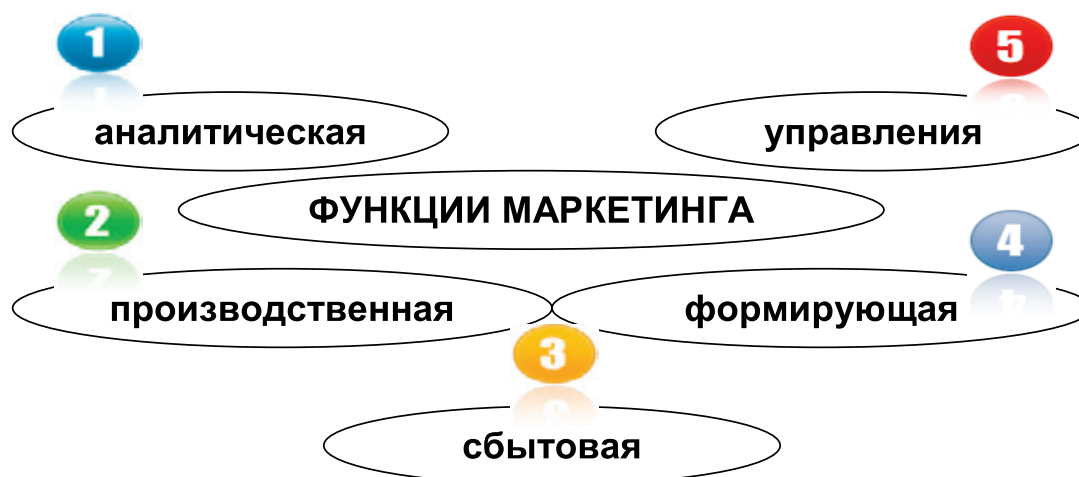 1
5
аналитическая
управления
ФУНКЦИИ МАРКЕТИНГА
2
4
производственная
формирующая
3
сбытовая